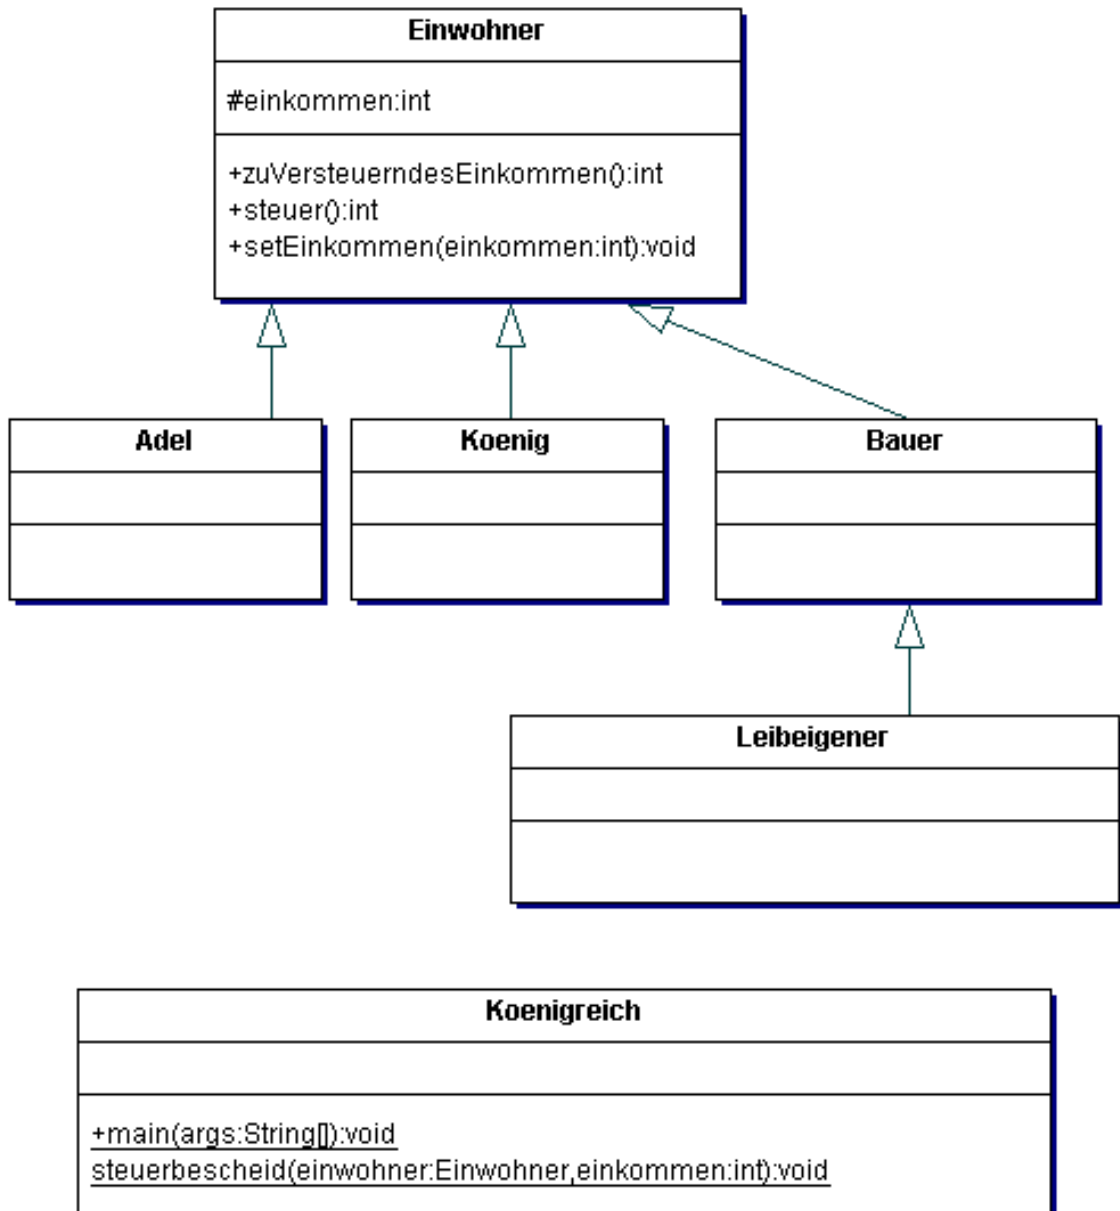 Einwohner
#einkommen:int
+zuVersteuerndesEinkommen():int
+steuer():int
+setEinkommen(einkommen:int):void
Adel
Koenig
Bauer
Leibeigener
Koenigreich
+main(args:String[]):void
steuerbescheid(einwohner:Einwohner,einkommen:int):void